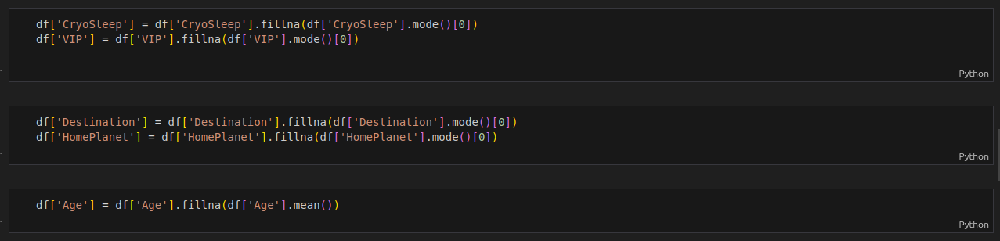 df['CryoSleep'] = df['CryoSleep'].fillna(df['CryoSleep'].mode()[0])
df['VIP'] = df['VIP'].fillna(df['VIP'].mode()[0])
]
Python
df['Destination'] = df['Destination'].fillna(df['Destination'].mode()[0])
df['HomePlanet'] = df['HomePlanet'].fillna(df['HomePlanet'].mode()[0])
]
Python
df['Age'] = df['Age'].fillna(df['Age'].mean())
]
Python